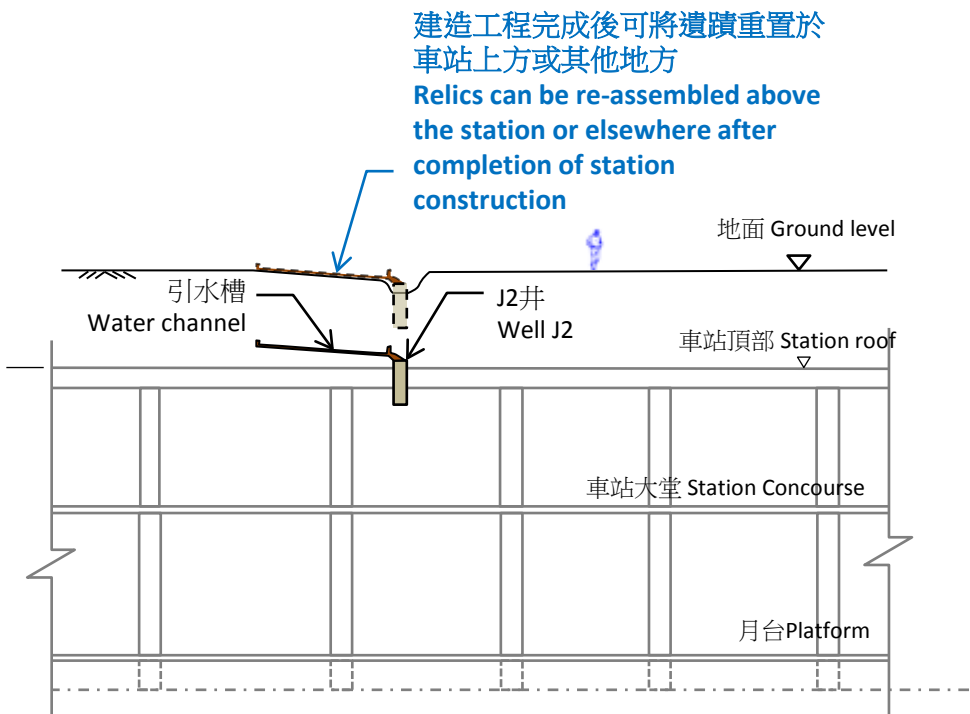 建造工程完成後可將遺蹟重置於
車站上方或其他地方
Relics can be re-assembled above
the station or elsewhere after
completion of station
construction
地面 Ground level
引水槽
Water channel
J2井
Well J2
車站頂部 Station roof
車站大堂 Station Concourse
月台Platform